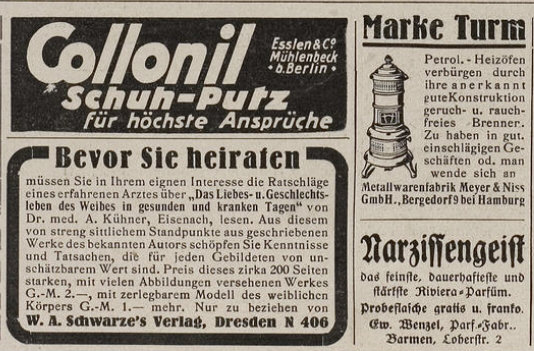 Collonil
Esslen & Co
Mühlenbeck
b. Berlin
Schuh-Putz
für höchste Ansprüche
Bevor Sie heiraten
müssen Sie in Ihrem eignen Interesse die Ratschläge
eines erfahrenen Arztes über „Das Liebes- u. Geschlechts-
leben des Weibes in gesunden und kranken Tagen" von
Dr. med. A. Kühner, Eisenach, lesen. Aus diesem
von streng sittlichem Standpunkte aus geschriebenen
Werke des bekannten Autors schöpfen Sie Kenntnisse
und Tatsachen, die für jeden Gebildeten von un-
schätzbarem Wert sind. Preis dieses zirka 200 Seiten
starken, mit vielen Abbildungen versehenen Werkes
G.-M. 2.—, mit zerlegbarem Modell des weiblichen
Körpers G.-M. 1.— mehr. Nur zu beziehen von
W. A. Schwarze's Verlag, Dresden N 406
Marke Turm
Petrol.-Heizöfen
verbürgen durch
ihre anerkannt
gute Konstruktion
geruch- u. rauch-
freies Brenner.
Zu haben in gut.
einschlägigen Ge-
schäften od. man
wende sich an
Metallwarenfabrik Meyer & Niss
GmbH., Bergedorf 9 bei Hamburg
Narzissengeist
das feinste, dauerhafteste und
stärkste Riviera-Parfüm.
Probeflasche gratis u. franko.
Ew. Wenzel, Parf.-Fabr..
Barmen, Loherstr. 2